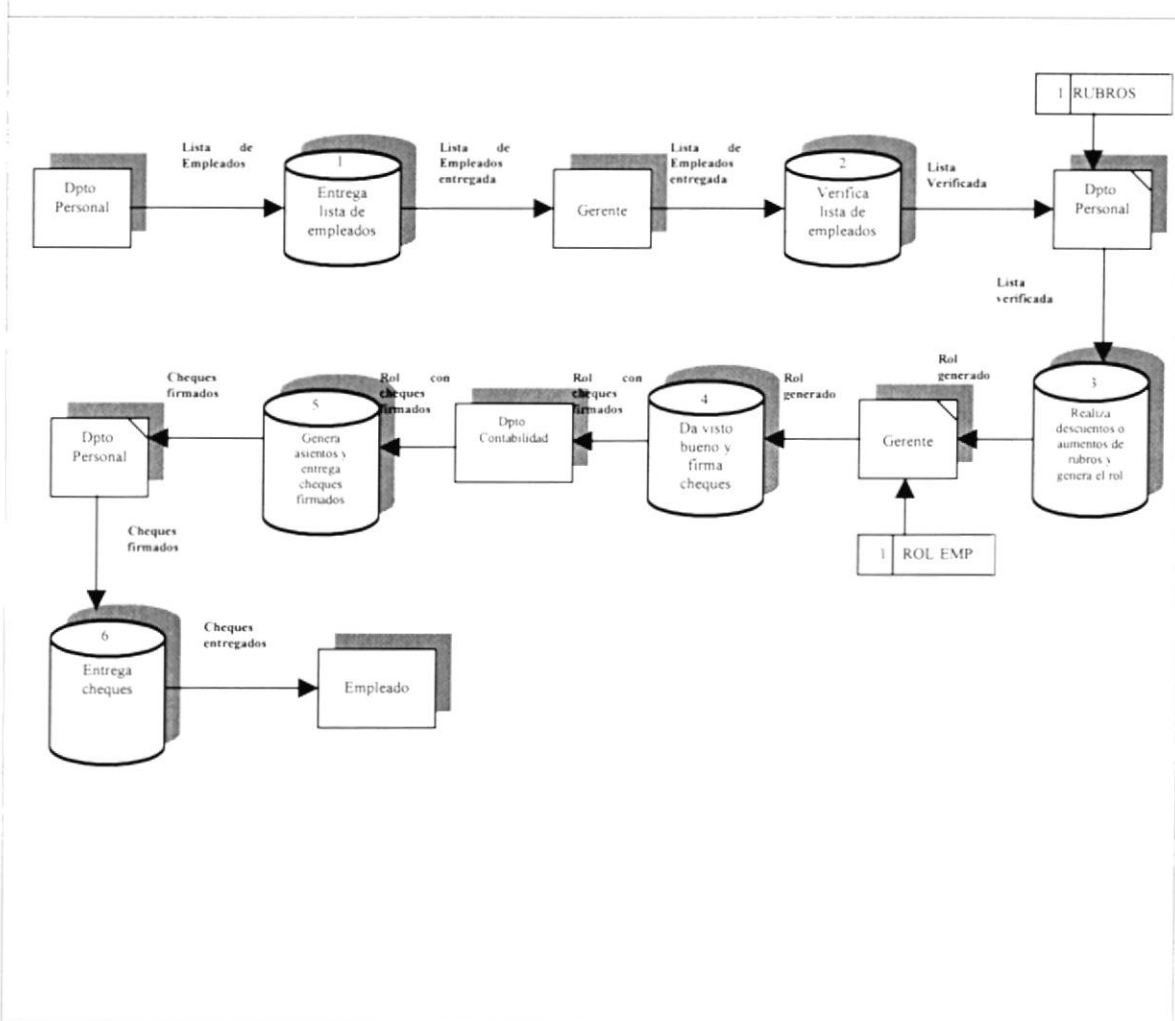 1 RUBROS
Lista de
Empleados
Lista de
Empleados
entregada
Lista de
Empleados
entregada
Lista
Verificada
Dpto
Personal
1
Entrega
lista de
empleados
Gerente
2
Verifica
lista de
empleados
Dpto
Personal
Lista
verificada
Cheques
firmados
Rol con
cheques
firmados
Rol con
cheques
firmados
Rol
generado
Rol
generado
Dpto
Personal
5
Genera
asientos y
entrega
cheques
firmados
Dpto
Contabilidad
4
Da visto
bueno y
firma
cheques
Gerente
3
Realiza
descuentos o
aumentos de
rubros y
genera el rol
Cheques
firmados
1 ROL EMP
6
Entrega
cheques
Cheques
entregados
Empleado